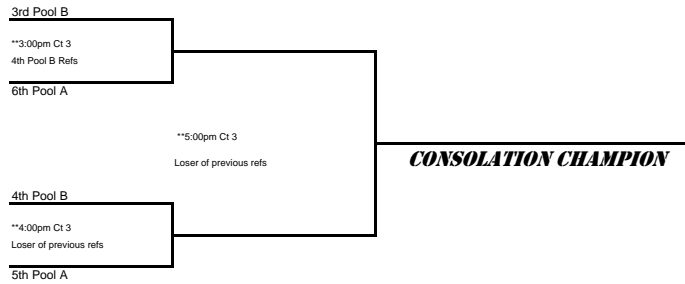 3rd Pool B
**3:00pm Ct 3
4th Pool B Refs
6th Pool A
**5:00pm Ct 3
Loser of previous refs
CONSOLATION CHAMPION
4th Pool B
**4:00pm Ct 3
Loser of previous refs
5th Pool A